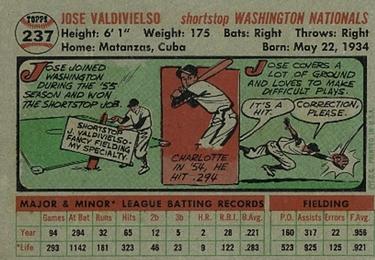 TOPPS
237
JOSE VALDIVIELSO shortstop WASHINGTON NATIONALS
Height: 6' 1" Weight: 175 Bats: Right Throws: Right
Home: Matanzas, Cuba Born: May 22, 1934
JOSE JOINED
WASHINGTON
DURING THE '55
SEASON AND WON
THE SHORTSTOP JOB.
SHORTSTOP
J. VALDIVIELSO-
FANCY FIELDING
MY SPECIALTY.
CHARLOTTE
IN '54, HE
HIT .294
JOSE COVERS A
LOT OF GROUND
AND LOVES TO MAKE
DIFFICULT PLAYS.
IT'S A
HIT.
CORRECTION,
PLEASE.
MAJOR & MINOR* LEAGUE BATTING RECORDS FIELDING
Games At Bat Runs Hits 2b 3b H.R. R.B.I. B.Avg. P.O. Assists Errors F.Avg.
Year 94 294 32 65 12 5 2 28 .221 160 317 22 .956
*Life 293 1142 181 323 46 23 9 122 .283 523 925 125 .921